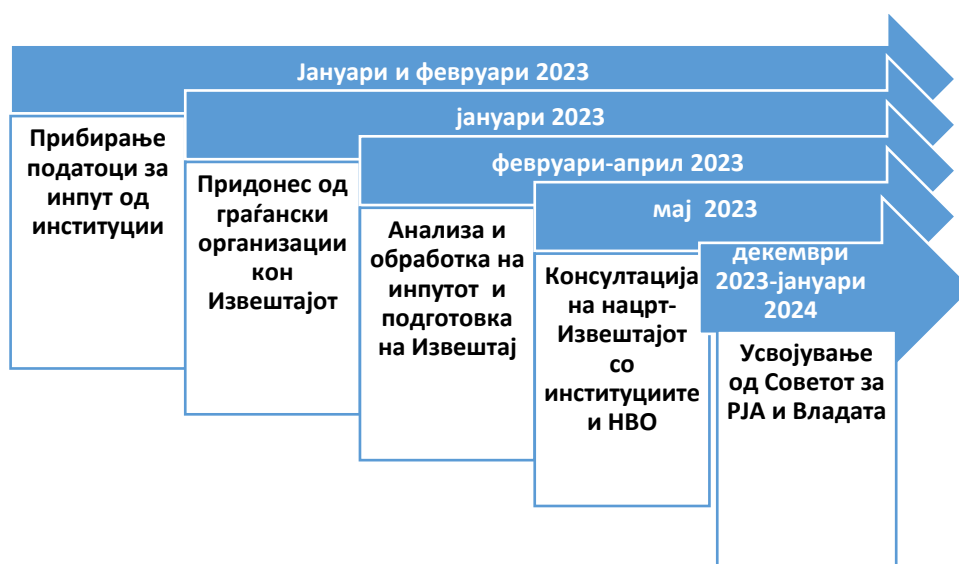 Јануари и февруари 2023
Прибирање
податоци за
инпут од
институции
јануари 2023
Придонес од
граѓански
организации
кон
Извештајот
февруари-април 2023
Анализа и
обработка на
инпутот и
подготовка
на Извештај
мај 2023
Консултација
на нацрт-
Извештајот
со
институциите
и НВО
декември
2023-јануари
2024
Усвојување
од Советот за
РЈА и Владата